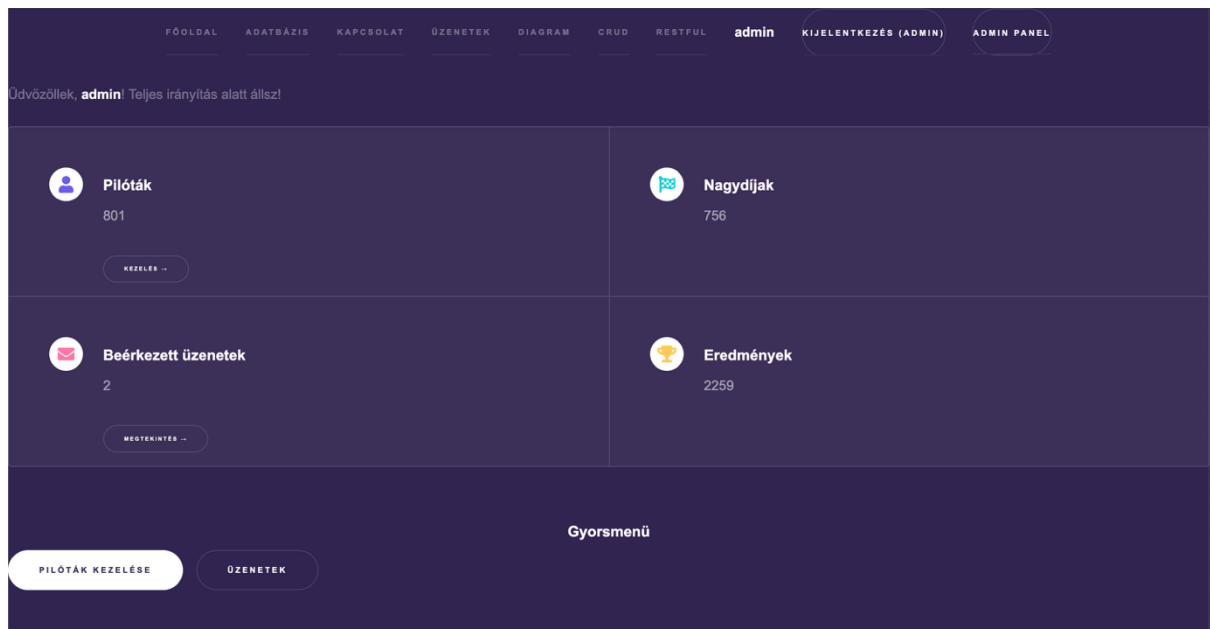 FŐOLDAL ADATBÁZIS KAPCSOLAT ÜZENETEK DIAGRAM CRUD RESTFUL admin KIJELENTKEZÉS (ADMIN) ADMIN PANEL
Üdvözöllek, admin! Teljes irányítás alatt állsz!
Pilóták
801
KEZELÉS →
Nagydíjak
756
Beérkezett üzenetek
2
MEGTEKINTÉS →
Eredmények
2259
Gyorsmenü
PILÓTÁK KEZELÉSE ÜZENETEK